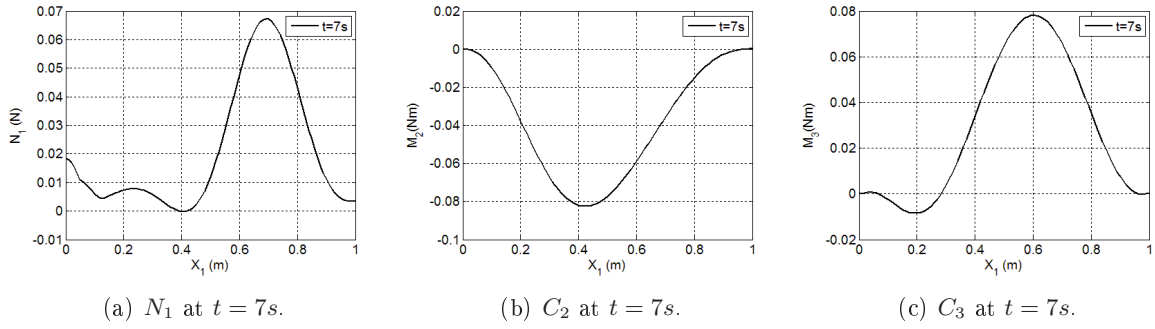 0.07
0.06
0.05
0.04
0.03
0.02
0.01
0
-0.01
N1 (N)
t=7s
0 0.2 0.4 0.6 0.8 1
X1 (m)
(a) N1 at t = 7s.
0.02
0
-0.02
-0.04
-0.06
-0.08
-0.1
M2(Nm)
t=7s
0 0.2 0.4 0.6 0.8 1
X1 (m)
(b) C2 at t = 7s.
0.08
0.06
0.04
0.02
0
-0.02
M3(Nm)
t=7s
0 0.2 0.4 0.6 0.8 1
X1 (m)
(c) C3 at t = 7s.